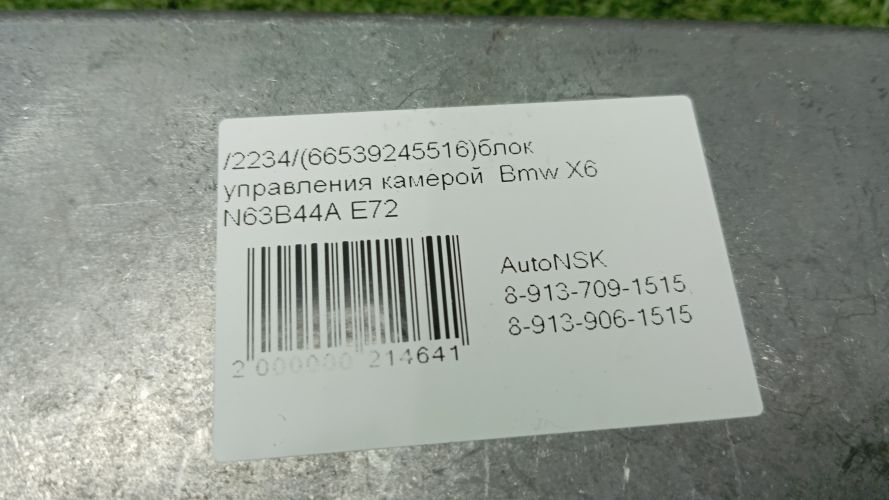 /2234/(66539245516)блок
управления камерой Bmw X6
N63B44A E72
AutoNSK
8-913-709-1515
8-913-906-1515
2 000000 214641